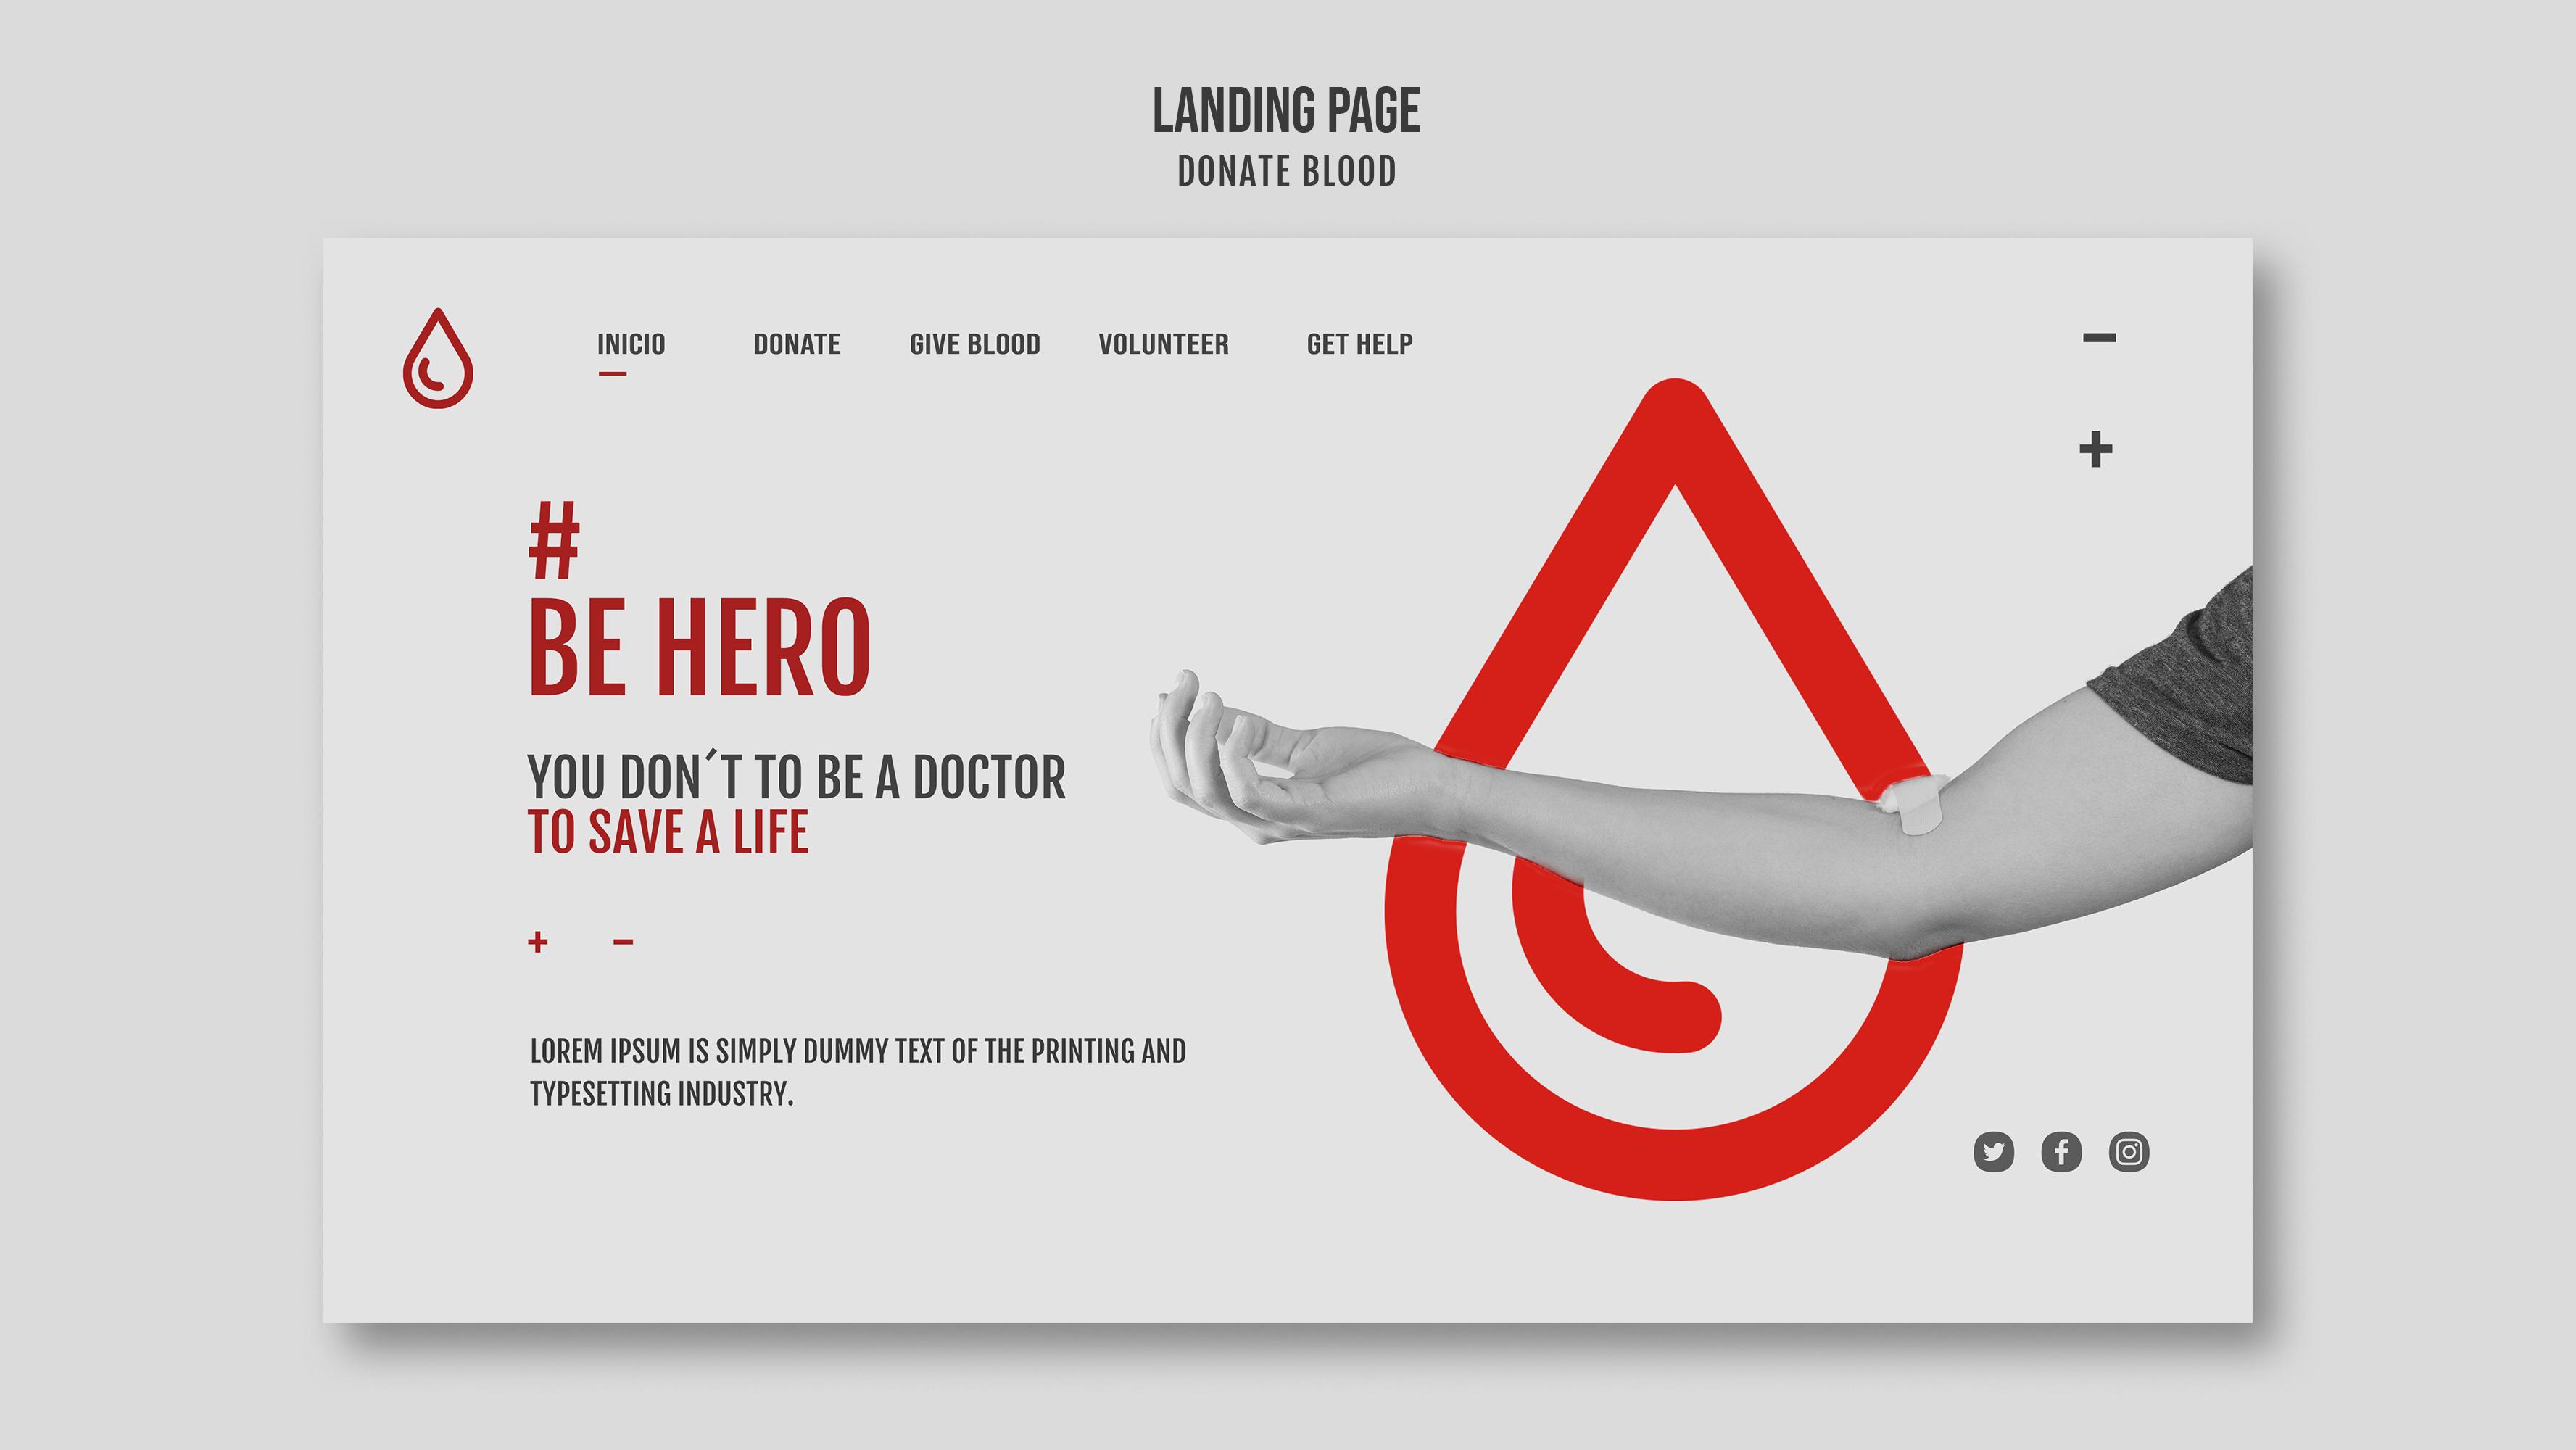 LANDING PAGE
DONATE BLOOD
INICIO DONATE GIVE BLOOD VOLUNTEER GET HELP
#
BE HERO
YOU DON´T TO BE A DOCTOR
TO SAVE A LIFE
+ −
LOREM IPSUM IS SIMPLY DUMMY TEXT OF THE PRINTING AND
TYPESETTING INDUSTRY.